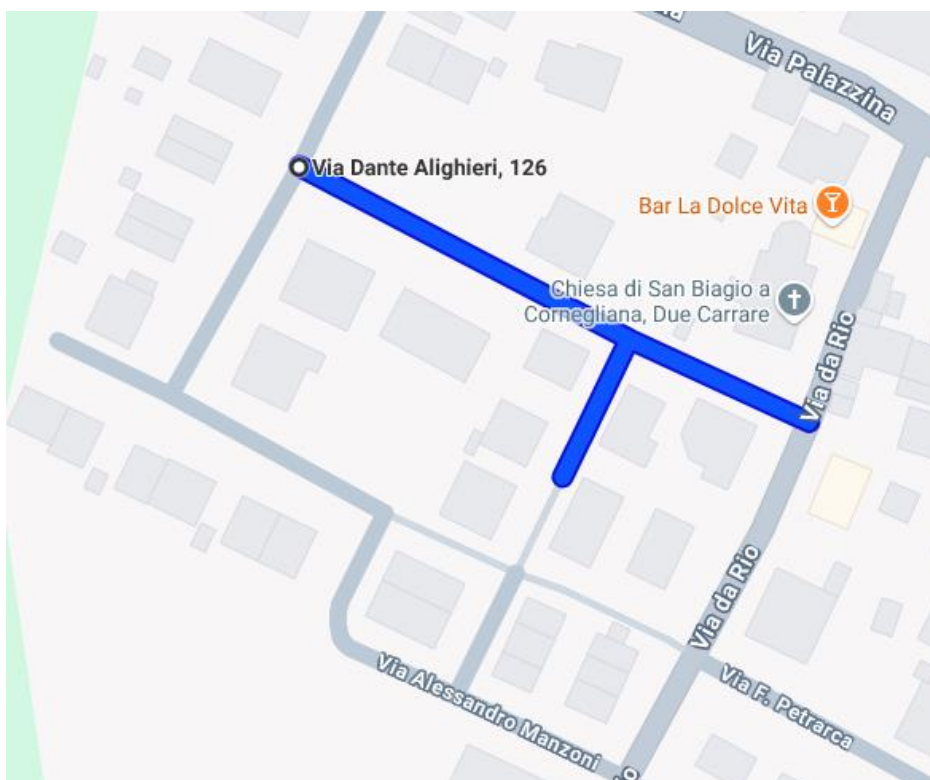 Via Palazzina
Via Dante Alighieri, 126
Bar La Dolce Vita
Chiesa di San Biagio a
Cornegliana, Due Carrare
Via da Rio
Via da Rio
Via Alessandro Manzoni
Via F. Petrarca